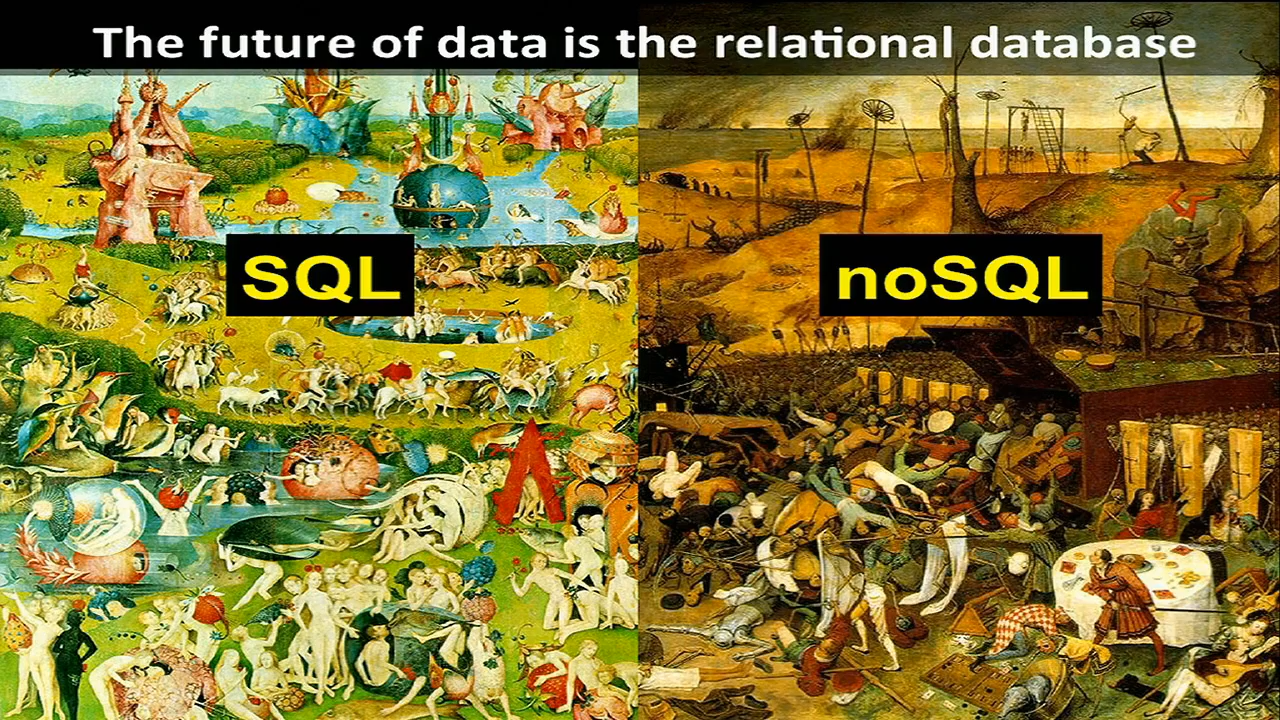 The future of data is the relational database
SQL
noSQL